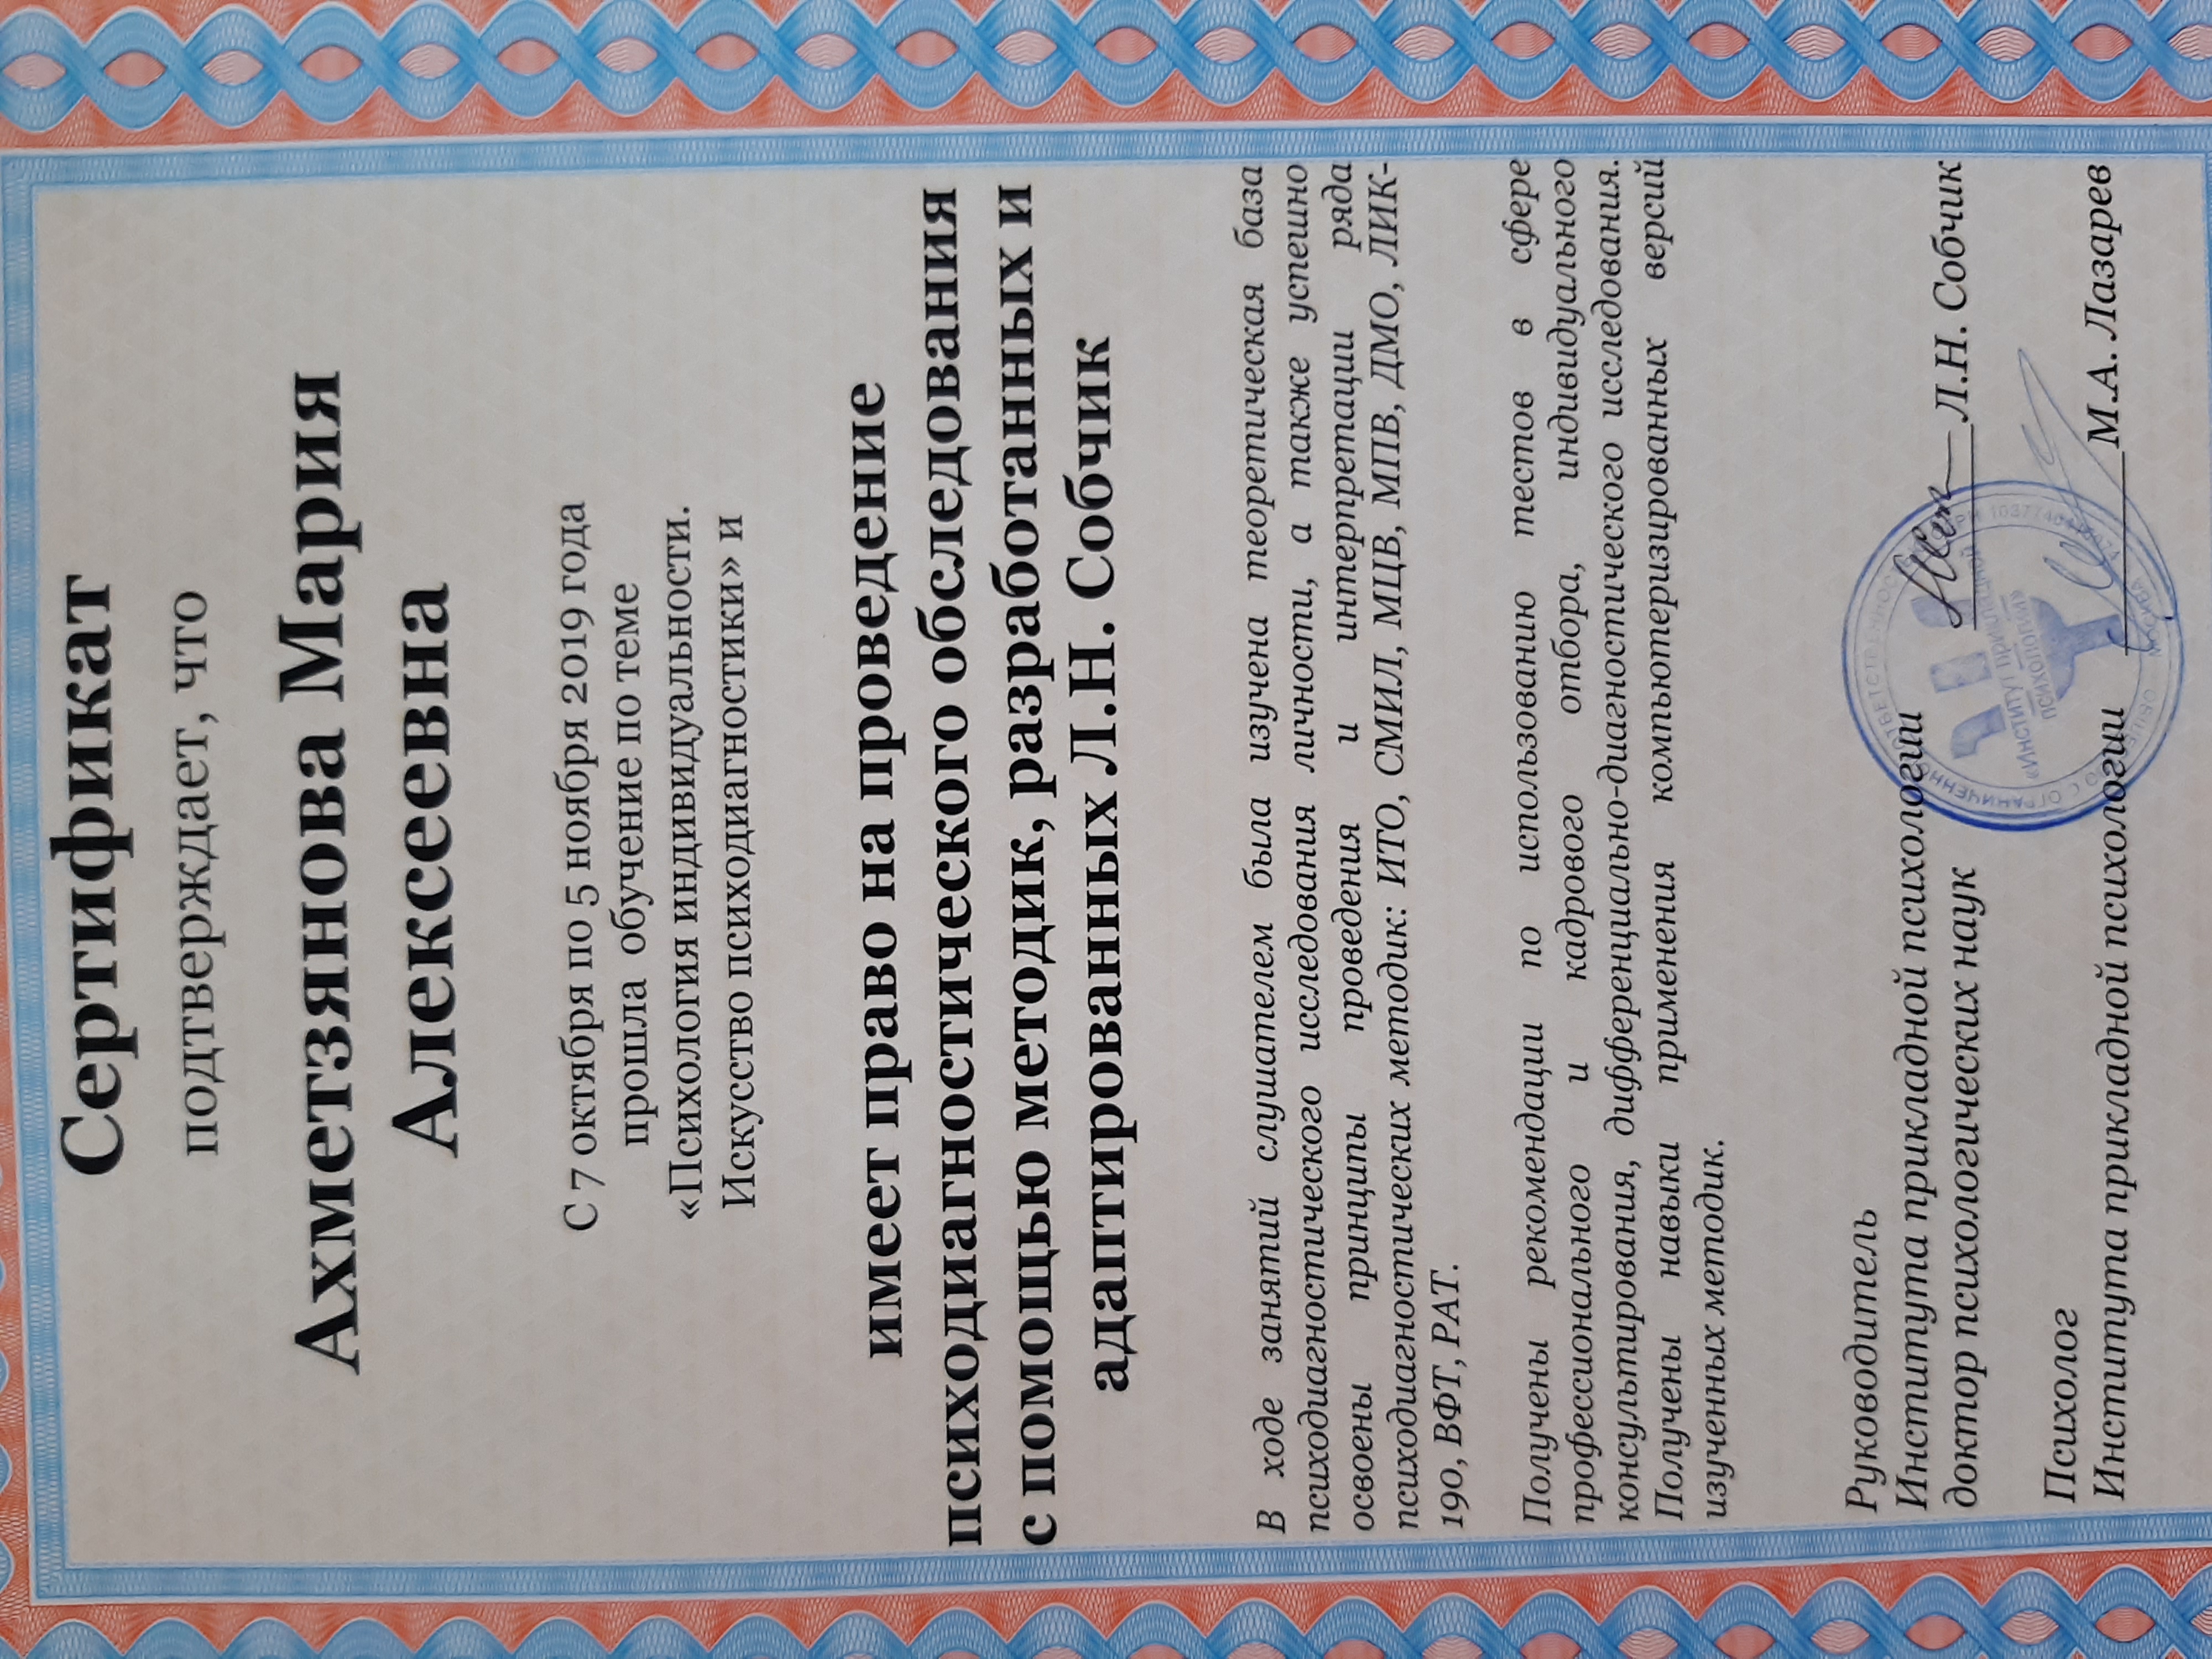 Сертификат
подтверждает, что
Ахметзянова Мария
Алексеевна
С 7 октября по 5 ноября 2019 года
прошла обучение по теме
«Психология индивидуальности.
Искусство психодиагностики» и
имеет право на проведение
психодиагностического обследования
с помощью методик, разработанных и
адаптированных Л.Н. Собчик
В ходе занятий слушателем была изучена теоретическая база
психодиагностического исследования личности, а также успешно
освоены принципы проведения и интерпретации ряда
психодиагностических методик: ИТО, СМИЛ, МЦВ, МПВ, ДМО, ЛИК-
190, ВФТ, РАТ.
Получены рекомендации по использованию тестов в сфере
профессионального и кадрового отбора, индивидуального
консультирования, дифференциально-диагностического исследования.
Получены навыки применения компьютеризированных версий
изученных методик.
Руководитель
Института прикладной психологии
доктор психологических наук
Л.Н. Собчик
Психолог
Института прикладной психологии
М.А. Лазарев
«Институт прикладной
психологии»
МОСКВА